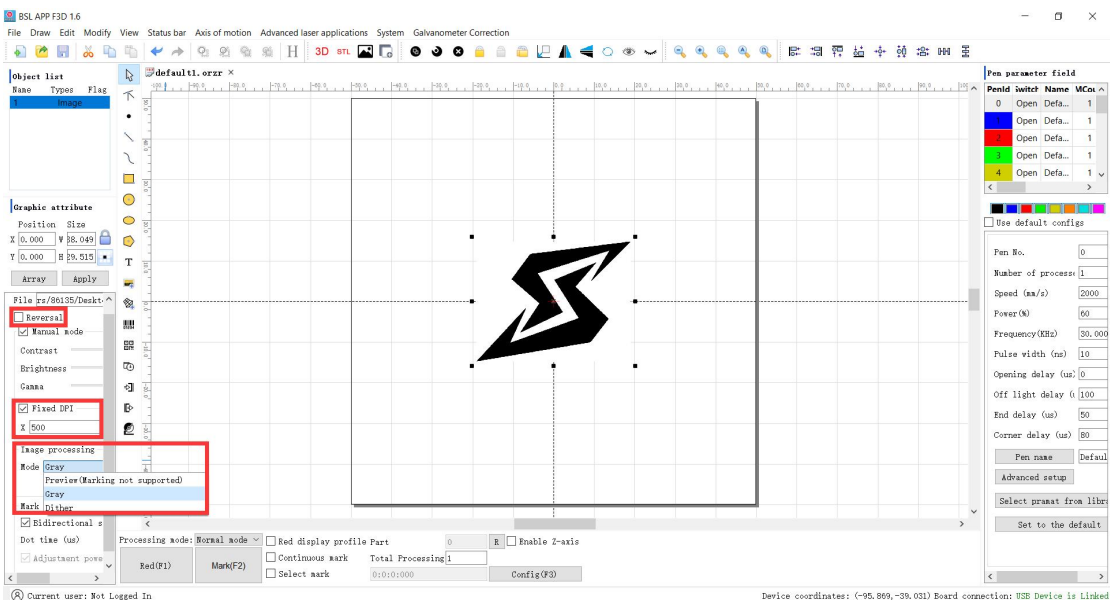 BSL APP F3D 1.6
File Draw Edit Modify View Status bar Axis of motion Advanced laser applications System Galvanometer Correction
H 3D STL
Object list
Name Types Flag
1 Image
default1.orzr ×
Graphic attribute
Position Size
X 0.000 W 38.049
Y 0.000 H 29.515
Array Apply
File rs/86135/Deskt
Reversal
Manual mode
Contrast
Brightness
Gamma
Fixed DPI
X 500
Image processing
Mode Gray
Preview(Marking not supported)
Gray
Mark Dither
Bidirectional s
Dot time (us)
Adjustment powe
T
Processing mode: Normal mode Red display profile Part 0 R Enable Z-axis
Red(F1) Mark(F2) Continuous mark Total Processing 1
Select mark 0:0:0:000 Config(F3)
Pen parameter field
PenId Name
0 Open Defa... 1
1 Open Defa... 1
2 Open Defa... 1
3 Open Defa... 1
4 Open Defa... 1
Use default configs
Pen No. 0
Number of processe 1
Speed (mm/s) 2000
Power(%) 60
Frequency(KHz) 30.000
Pulse width (ns) 10
Opening delay (us) 0
Off light delay (u 100
End delay (us) 50
Corner delay (us) 80
Pen name Defaul
Advanced setup
Select pramat from libra
Set to the default
Current user: Not Logged In Device coordinates: (-95.869,-39.031) Board connection: USB Device is Linked